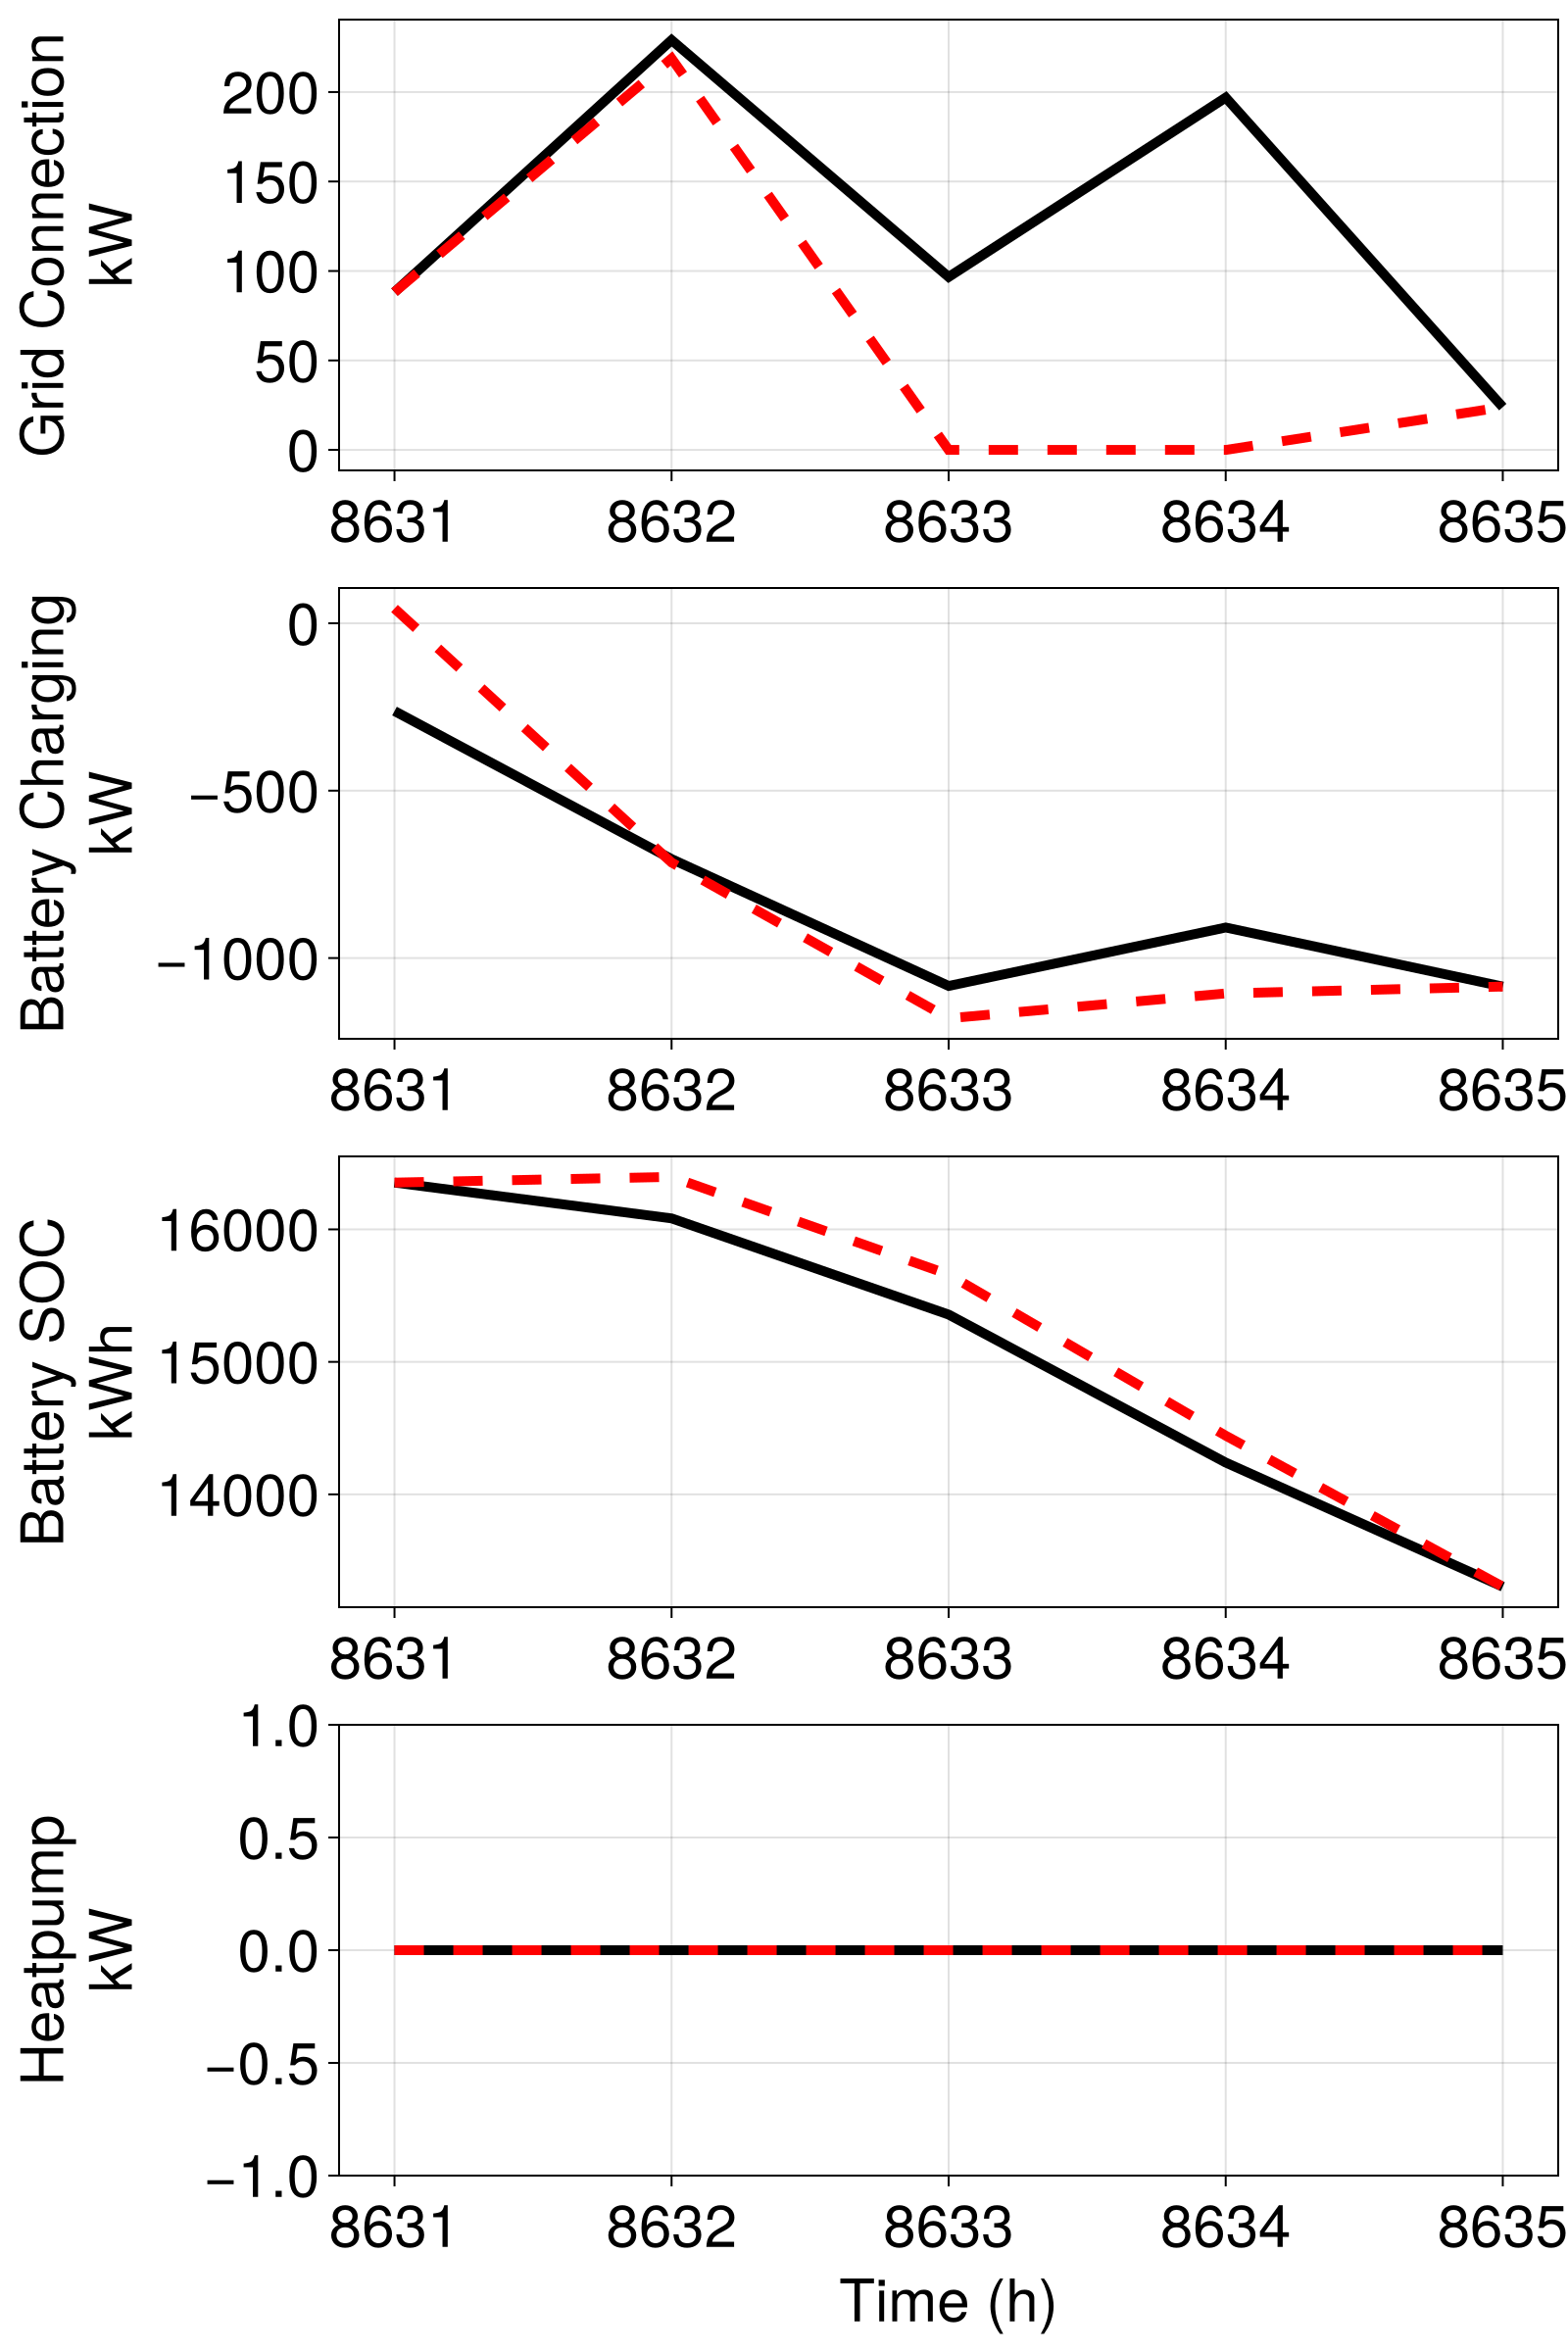 Grid Connection
kW
200
150
100
50
0
8631 8632 8633 8634 8635
Battery Charging
kW
0
−500
−1000
8631 8632 8633 8634 8635
Battery SOC
kWh
16000
15000
14000
8631 8632 8633 8634 8635
Heatpump
kW
1.0
0.5
0.0
−0.5
−1.0
8631 8632 8633 8634 8635
Time (h)